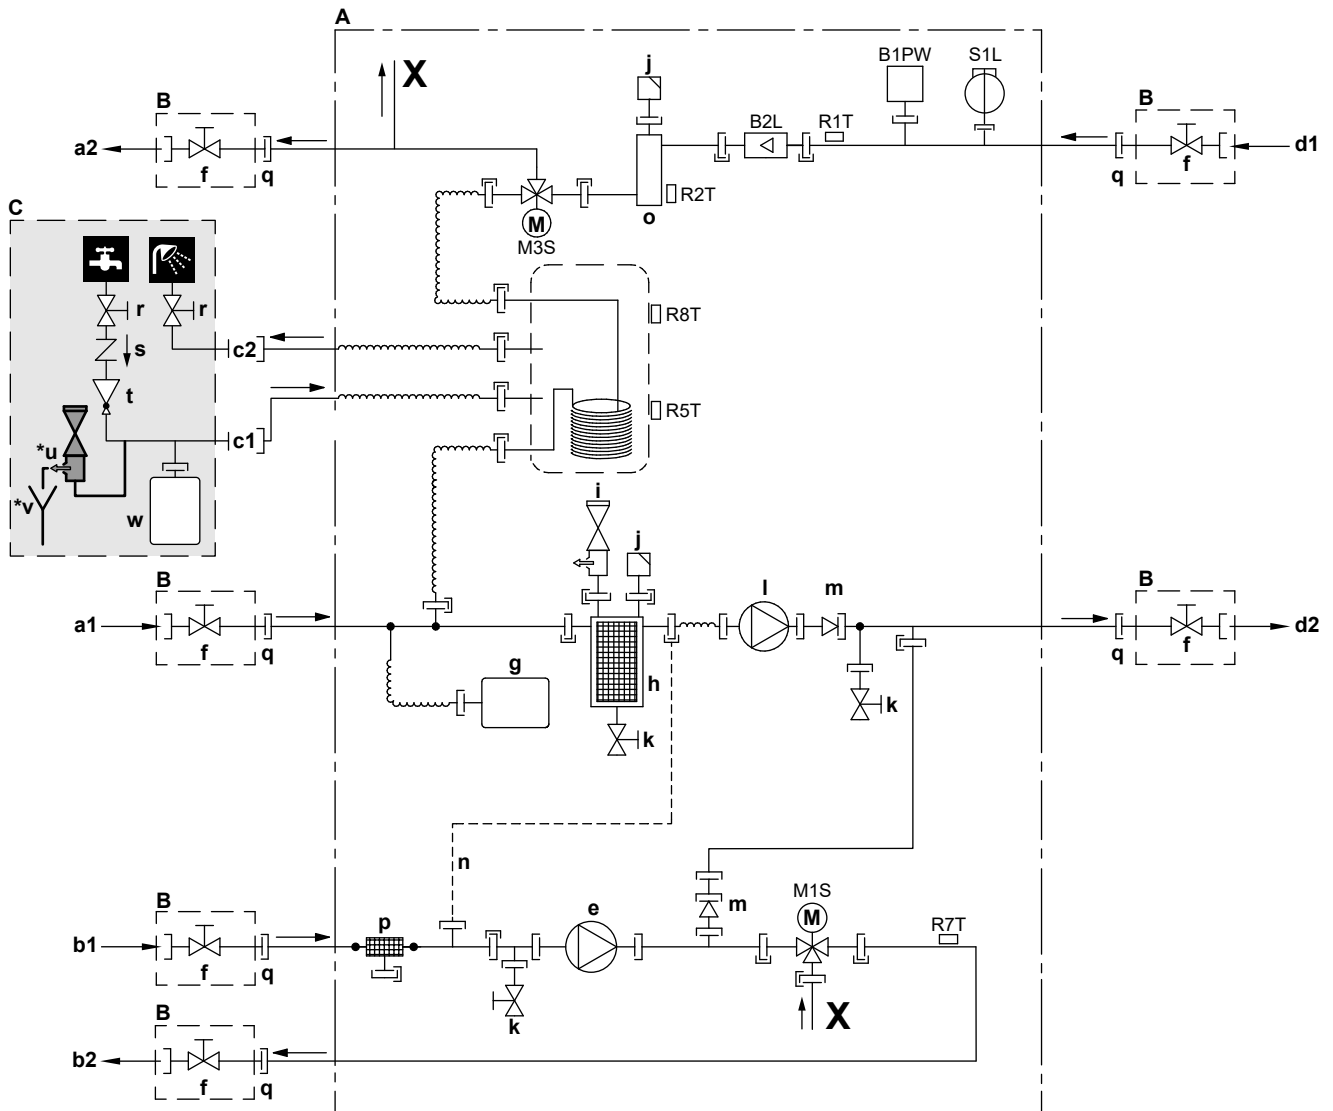 A
B
f
q
a2
X
j
B2L
R1T
B1PW
S1L
B
f
q
d1
R2T
o
M
M3S
C
r
r
s
t
*u
*v
w
c2
c1
R8T
R5T
B
f
q
a1
g
i
j
h
k
l
m
k
B
f
q
d2
n
B
f
q
b1
p
k
e
m
M1S
M
X
R7T
B
f
q
b2